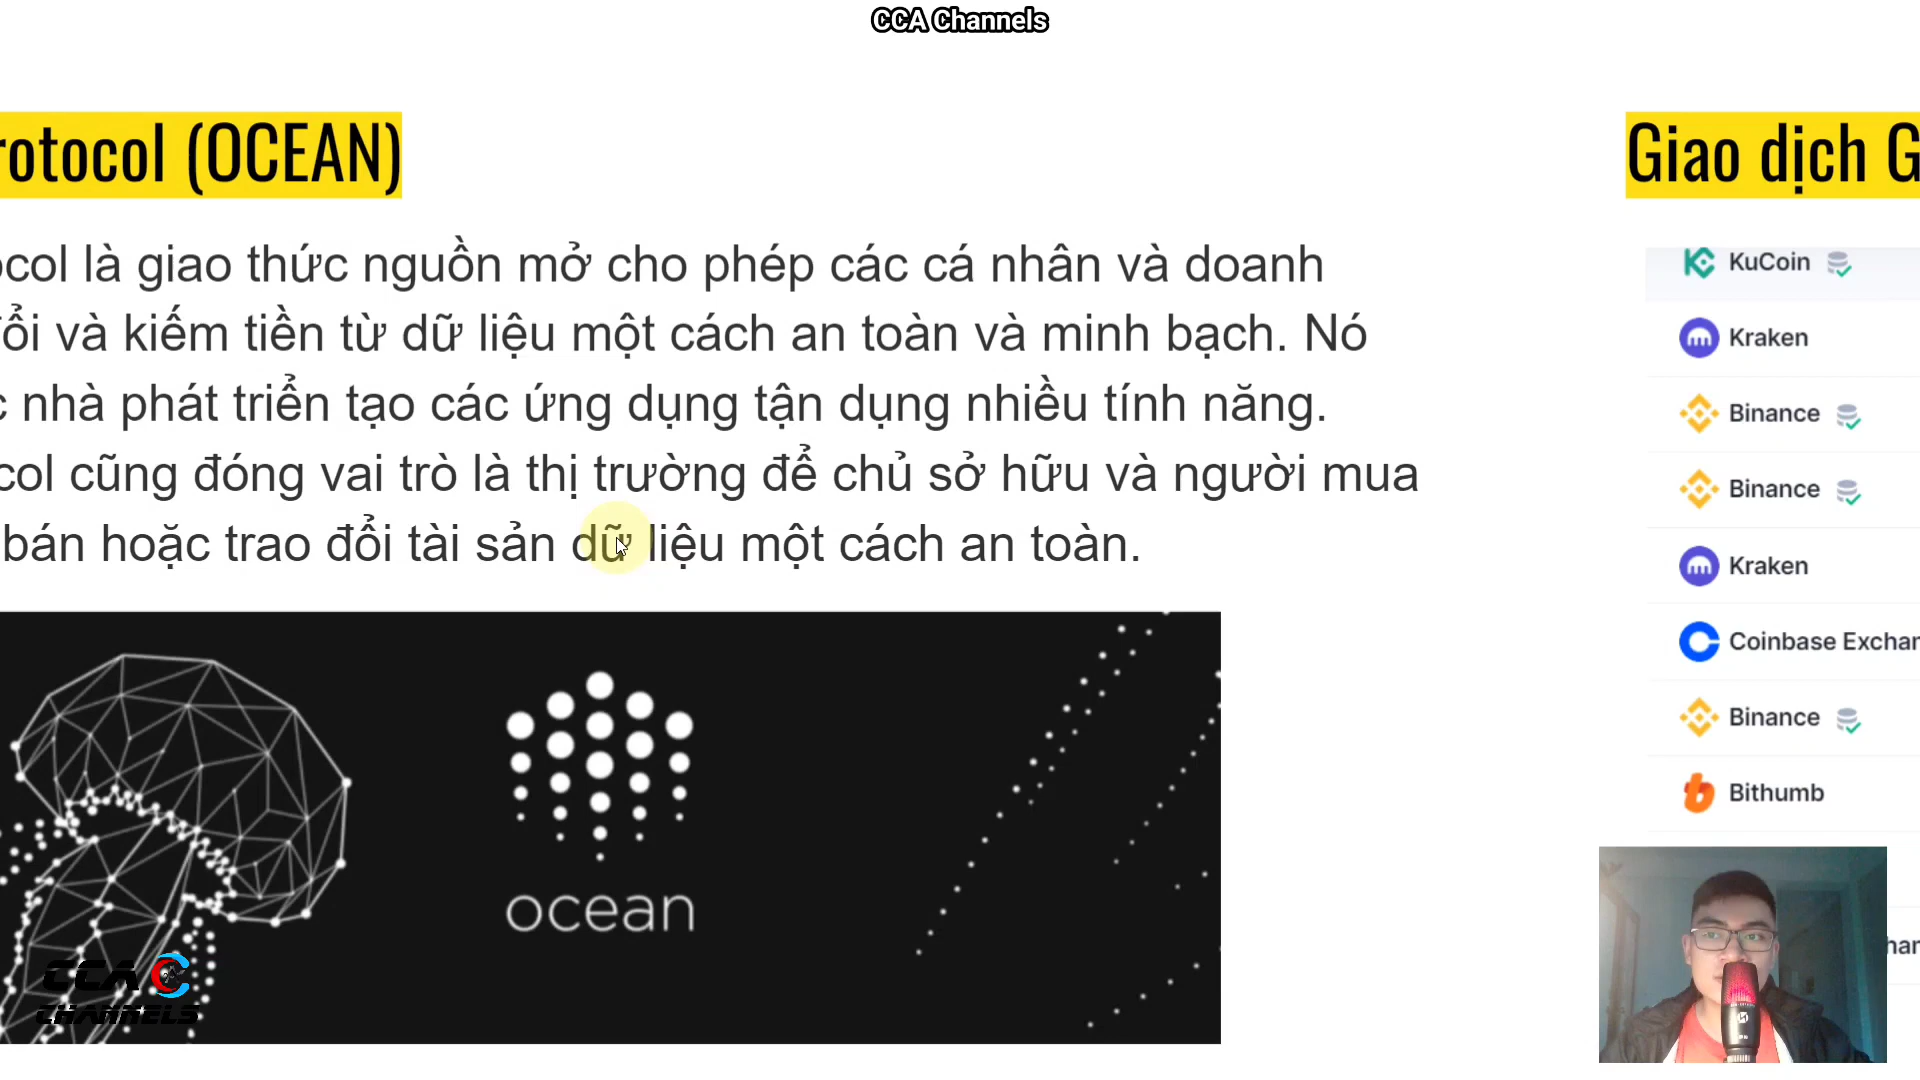 CCA Channels
rotocol (OCEAN)
ocol là giao thức nguồn mở cho phép các cá nhân và doanh
đổi và kiếm tiền từ dữ liệu một cách an toàn và minh bạch. Nó
c nhà phát triển tạo các ứng dụng tận dụng nhiều tính năng.
col cũng đóng vai trò là thị trường để chủ sở hữu và người mua
bán hoặc trao đổi tài sản dữ liệu một cách an toàn.
ocean
CCA
CHANNELS
Giao dịch G
KuCoin
Kraken
Binance
Binance
Kraken
Coinbase Exchan
Binance
Bithumb
han